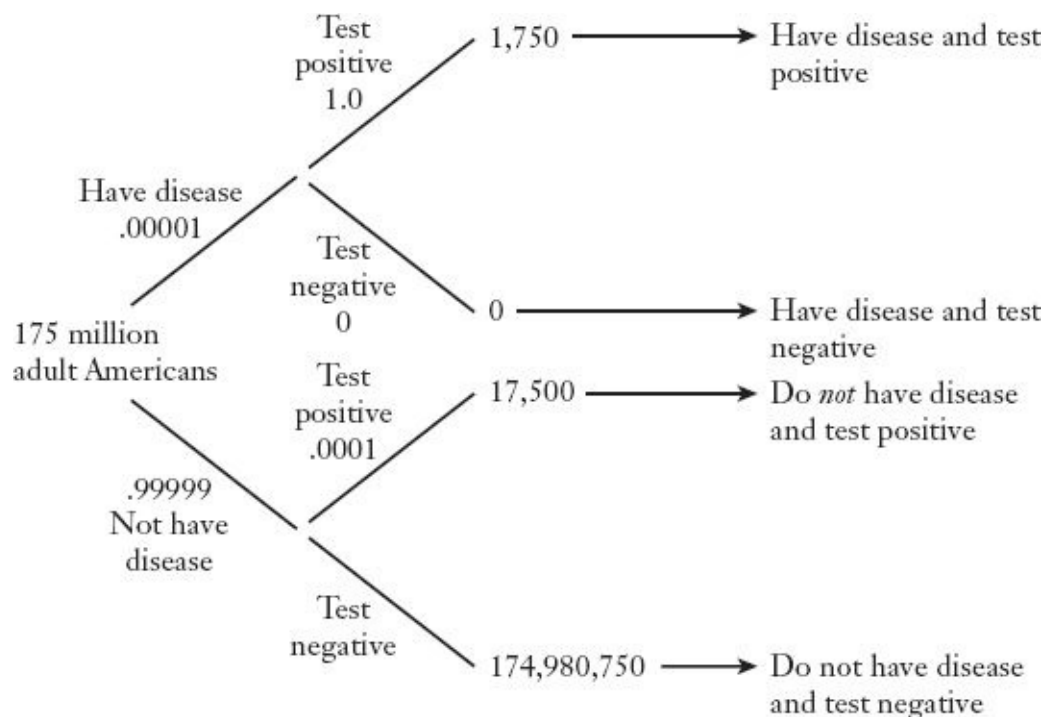 Test
positive
1.0
1,750
Have disease and test
positive
Have disease
.00001
Test
negative
0
0
Have disease and test
negative
175 million
adult Americans
Test
positive
.0001
17,500
Do not have disease
and test positive
.99999
Not have
disease
Test
negative
174,980,750
Do not have disease
and test negative